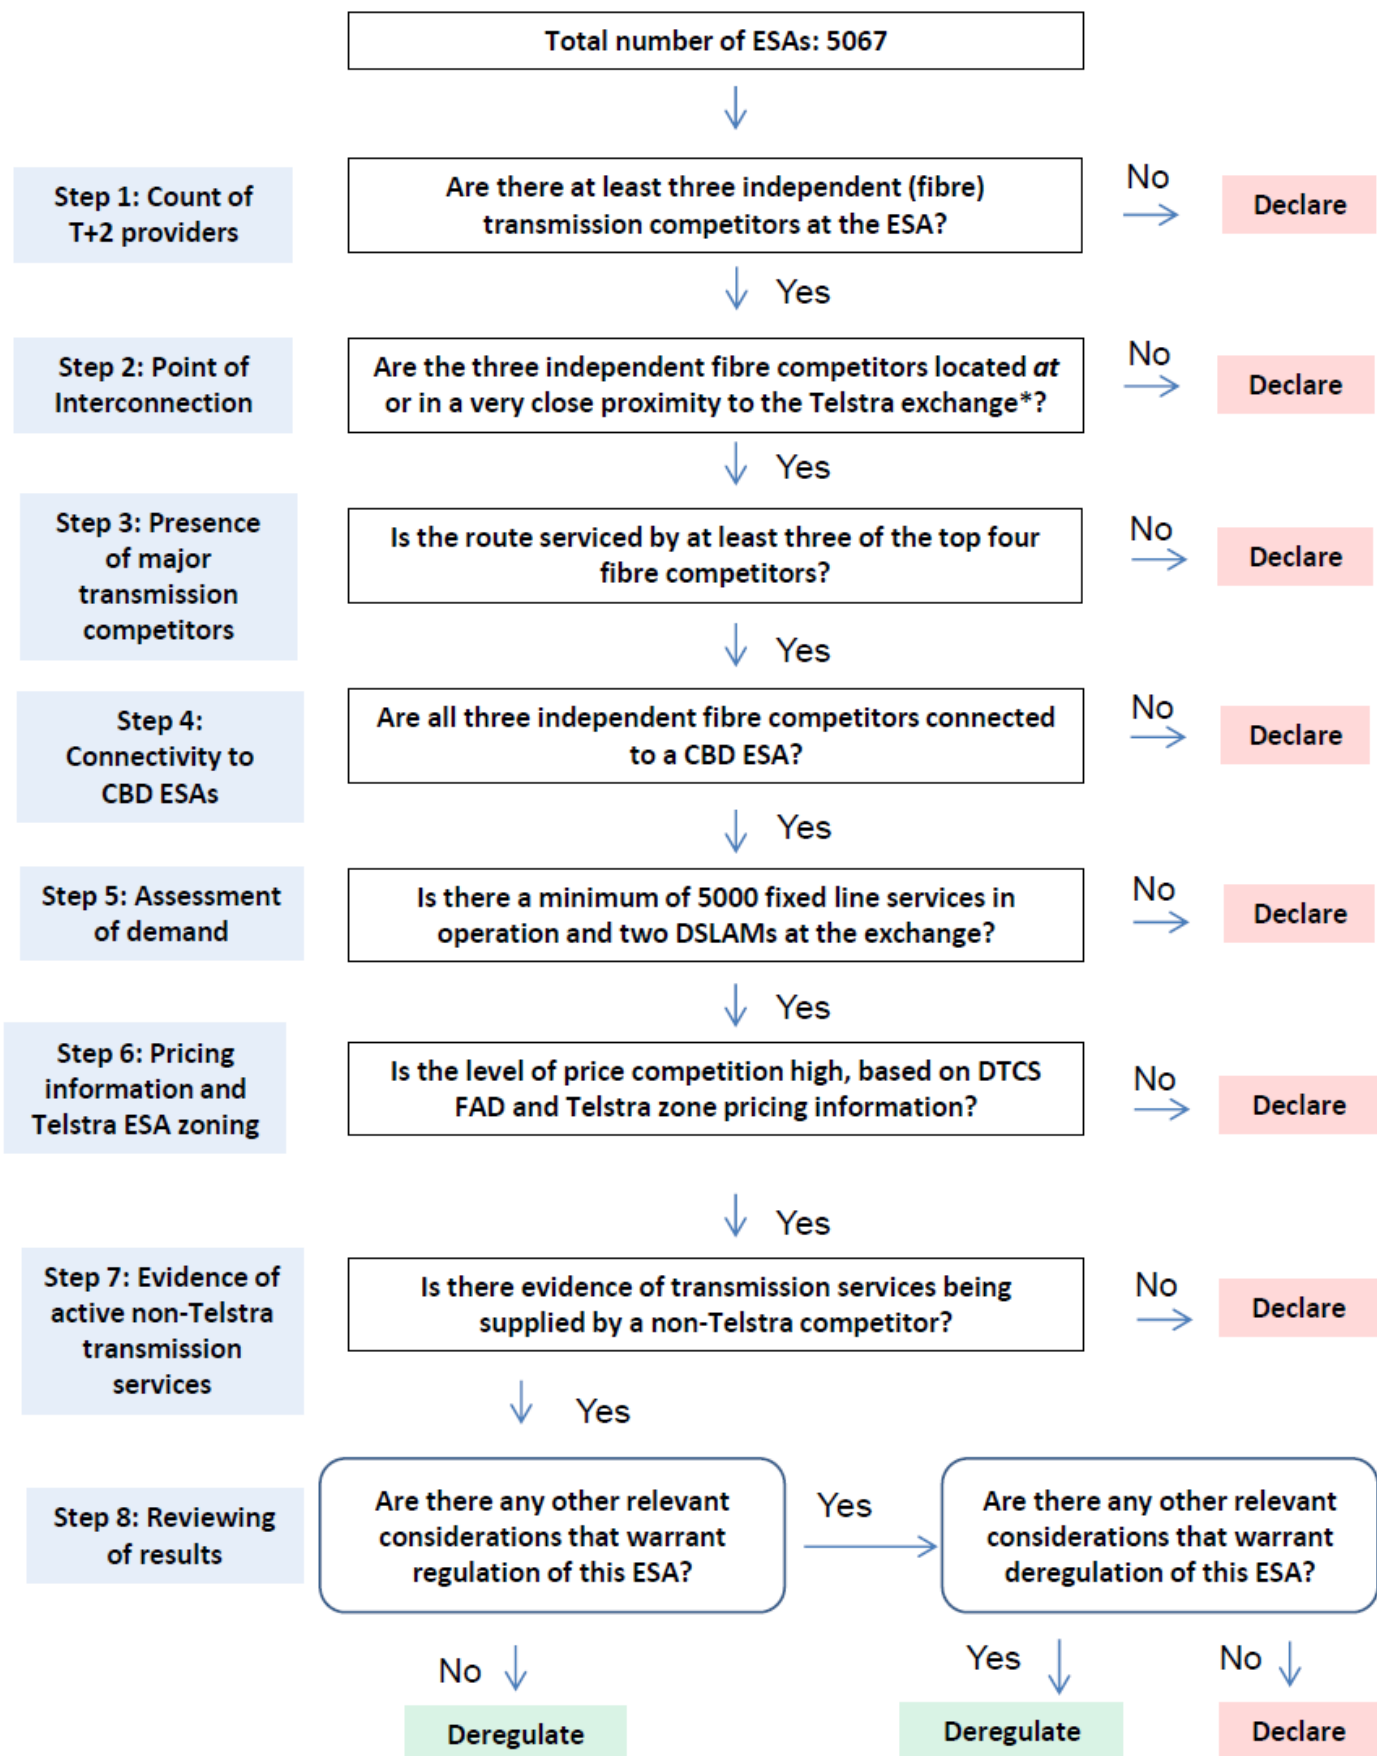 Total number of ESAs: 5067
Step 1: Count of
T+2 providers
Are there at least three independent (fibre)
transmission competitors at the ESA?
No
Declare
Yes
Step 2: Point of
Interconnection
Are the three independent fibre competitors located at
or in a very close proximity to the Telstra exchange*?
No
Declare
Yes
Step 3: Presence
of major
transmission
competitors
Is the route serviced by at least three of the top four
fibre competitors?
No
Declare
Yes
Step 4:
Connectivity to
CBD ESAs
Are all three independent fibre competitors connected
to a CBD ESA?
No
Declare
Yes
Step 5: Assessment
of demand
Is there a minimum of 5000 fixed line services in
operation and two DSLAMs at the exchange?
No
Declare
Yes
Step 6: Pricing
information and
Telstra ESA zoning
Is the level of price competition high, based on DTCS
FAD and Telstra zone pricing information?
No
Declare
Yes
Step 7: Evidence of
active non-Telstra
transmission
services
Is there evidence of transmission services being
supplied by a non-Telstra competitor?
No
Declare
Yes
Step 8: Reviewing
of results
Are there any other relevant
considerations that warrant
regulation of this ESA?
Yes
Are there any other relevant
considerations that warrant
deregulation of this ESA?
No
Yes
No
Deregulate
Deregulate
Declare